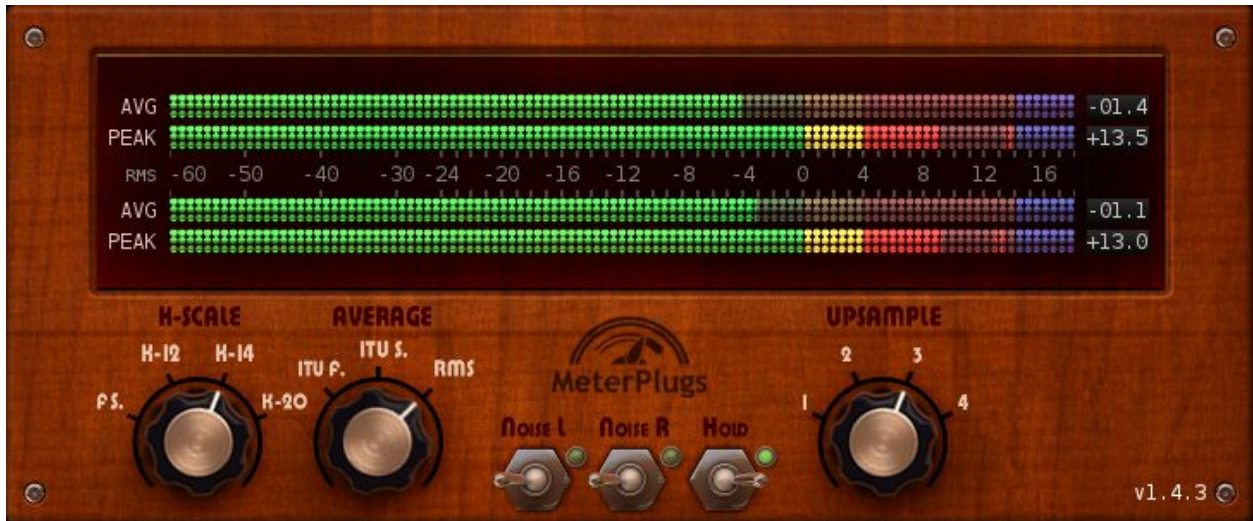 AVG -01.4
PEAK +13.5
RMS -60 -50 -40 -30 -24 -20 -16 -12 -8 -4 0 4 8 12 16
AVG -01.1
PEAK +13.0
K-SCALE AVERAGE UPSAMPLE
FS. K-12 K-14 K-20
ITU F. ITU S. RMS
1 2 3 4
MeterPlugs
NOISE L NOISE R HOLD
v1.4.3